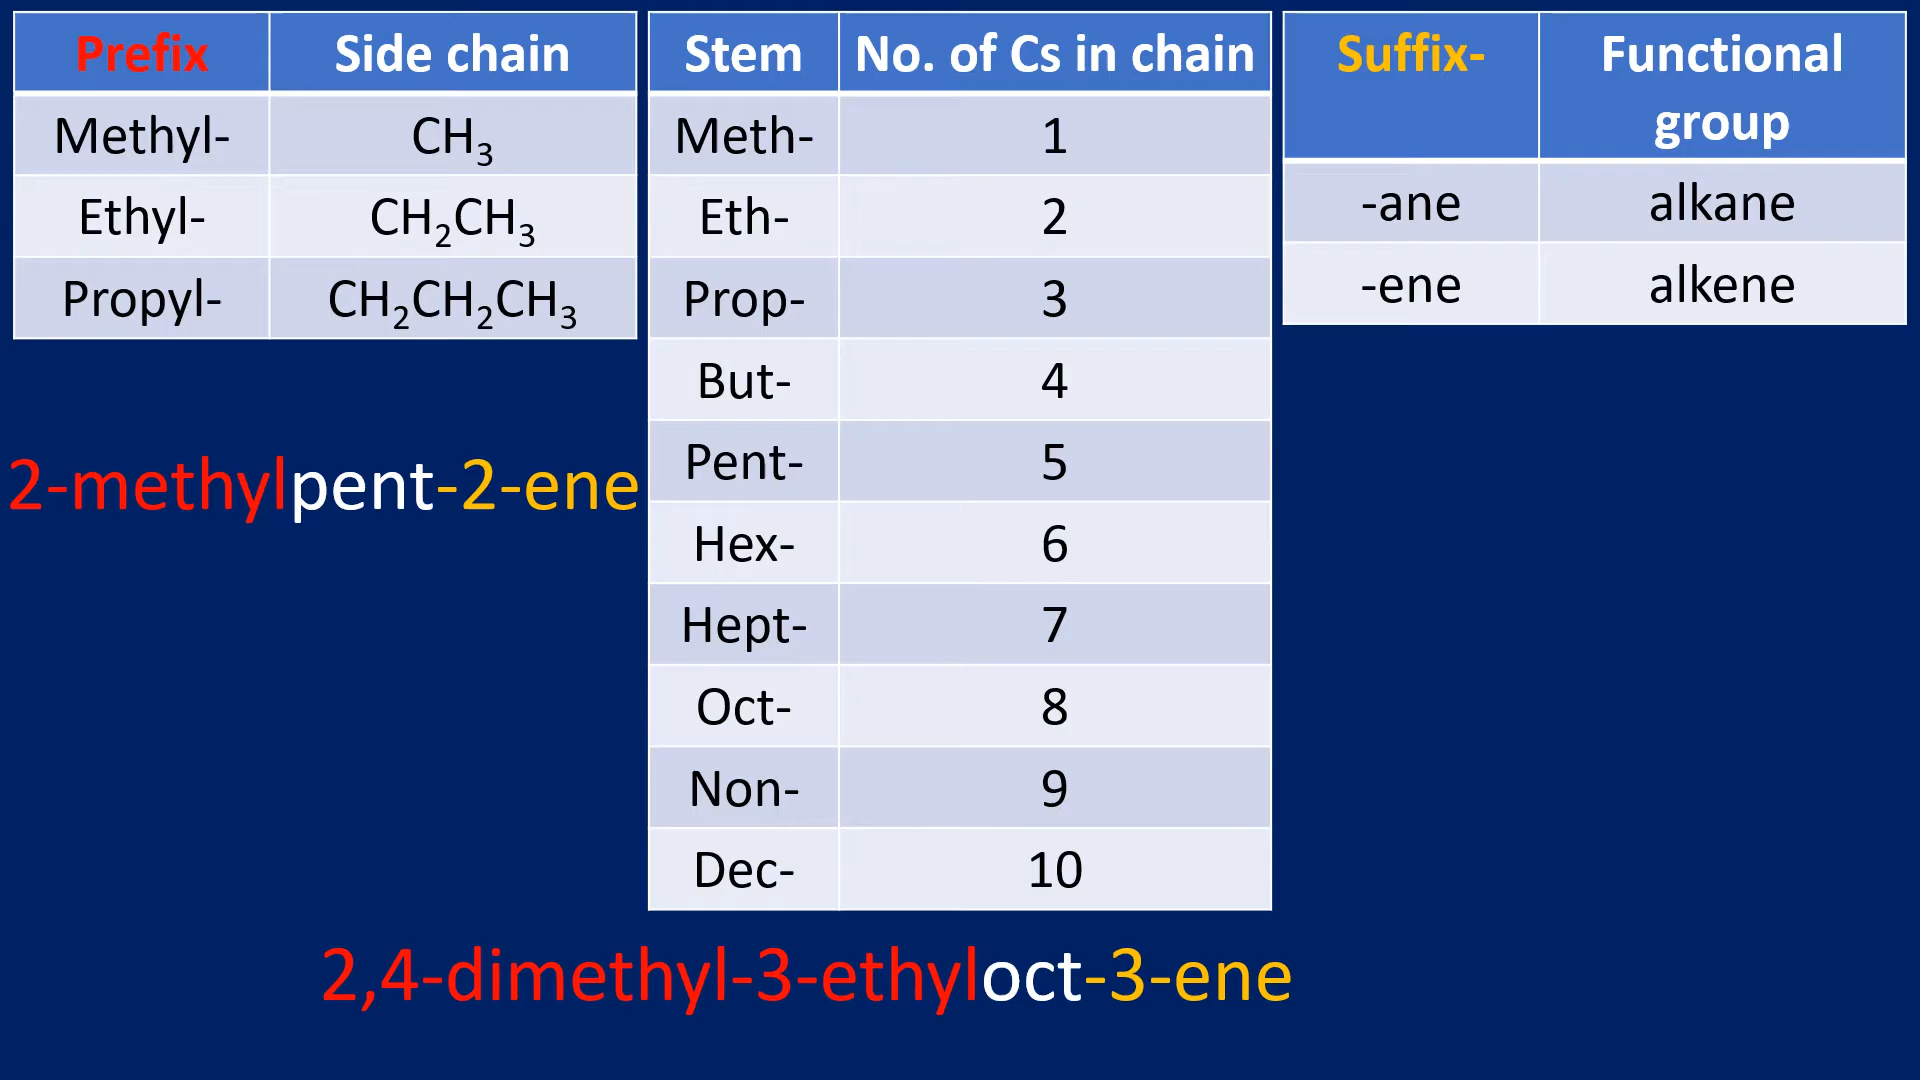 Prefix Side chain
Methyl- CH₃
Ethyl- CH₂CH₃
Propyl- CH₂CH₂CH₃
Stem No. of Cs in chain
Meth- 1
Eth- 2
Prop- 3
But- 4
Pent- 5
Hex- 6
Hept- 7
Oct- 8
Non- 9
Dec- 10
Suffix- Functional
group
-ane alkane
-ene alkene
2-methylpent-2-ene
2,4-dimethyl-3-ethyloct-3-ene